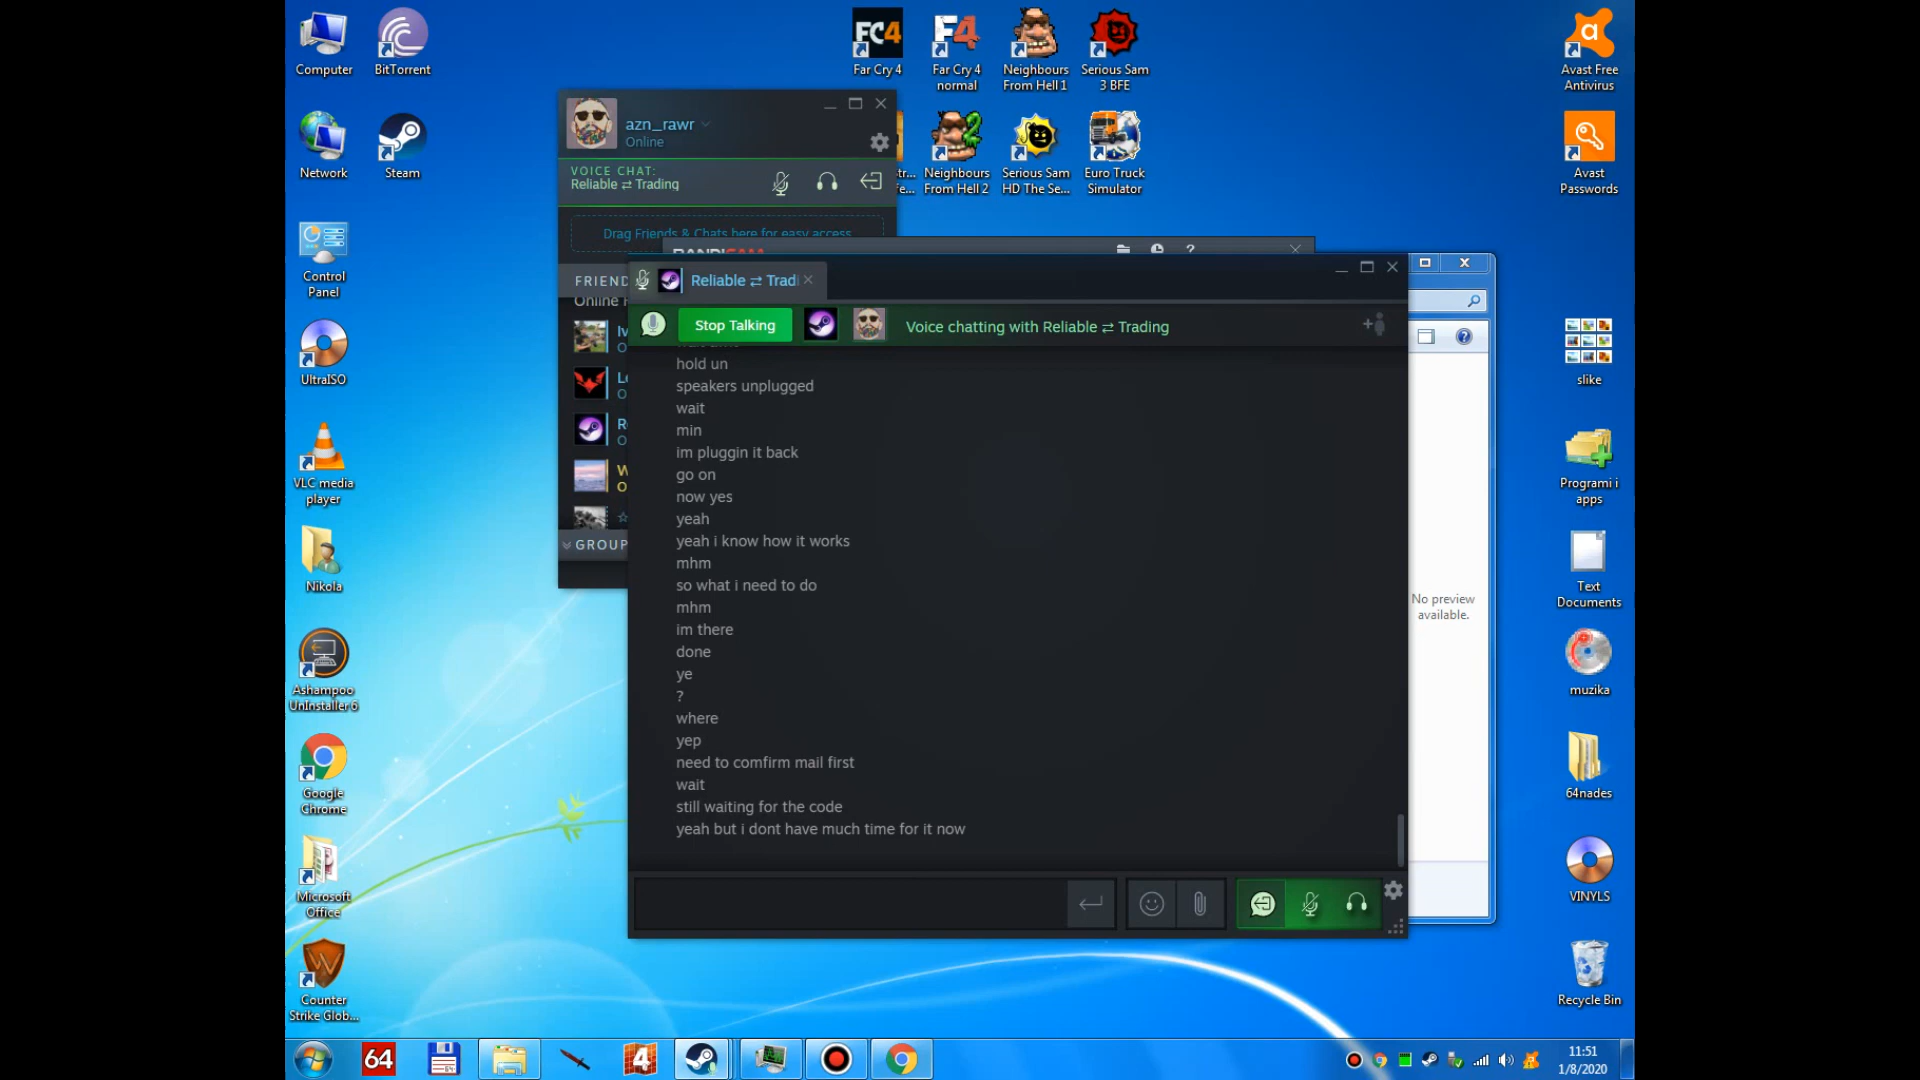 Computer
BitTorrent
Far Cry 4
Far Cry 4
normal
Neighbours
From Hell 1
Serious Sam
3 BFE
Avast Free
Antivirus
Network
Steam
Neighbours
From Hell 2
Serious Sam
HD The Se...
Euro Truck
Simulator
Avast
Passwords
azn_rawr
Online
VOICE CHAT:
Reliable ⇄ Trading
Drag Friends & Chats here for easy access
BANDICAM
FRIEND
Online
Reliable ⇄ Tradi
Stop Talking
Voice chatting with Reliable ⇄ Trading
hold un
speakers unplugged
wait
min
im pluggin it back
go on
now yes
yeah
yeah i know how it works
mhm
so what i need to do
mhm
im there
done
ye
?
where
yep
need to comfirm mail first
wait
still waiting for the code
yeah but i dont have much time for it now
GROUP
No preview
available.
Control
Panel
UltraISO
VLC media
player
Nikola
Ashampoo
UnInstaller 6
Google
Chrome
Microsoft
Office
Counter
Strike Glob...
slike
Programi i
apps
Text
Documents
muzika
64nades
VINYLS
Recycle Bin
64
11:51
1/8/2020